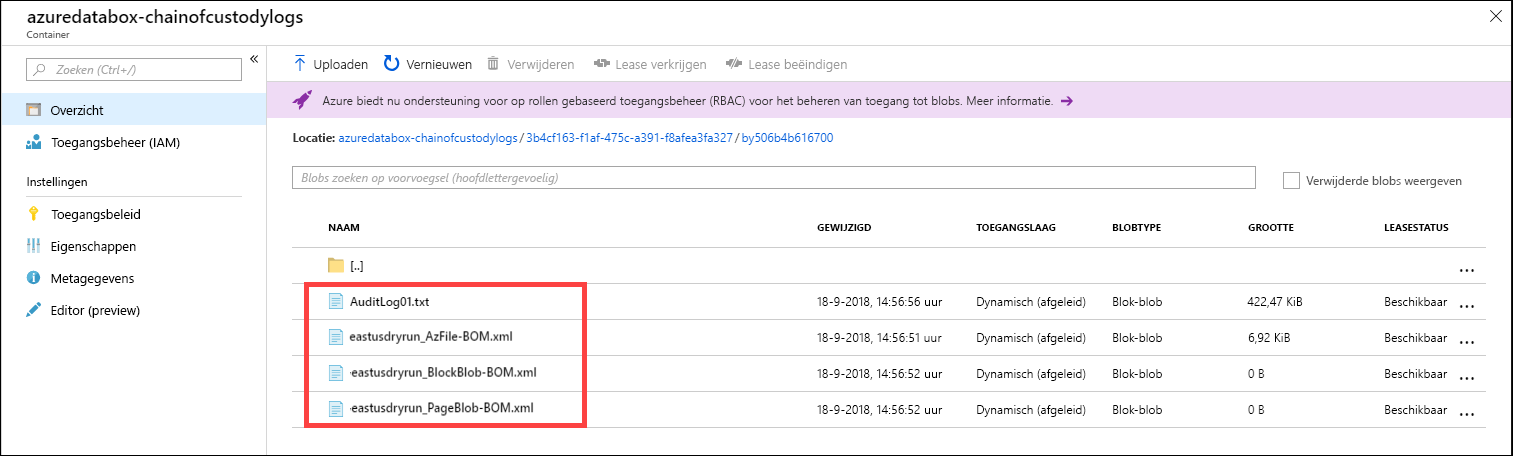 azuredatabox-chainofcustodylogs
Container
Zoeken (Ctrl+/)
Overzicht
Toegangsbeheer (IAM)
Instellingen
Toegangsbeleid
Eigenschappen
Metagegevens
Editor (preview)
Uploaden Vernieuwen Verwijderen Lease verkrijgen Lease beëindigen
Azure biedt nu ondersteuning voor op rollen gebaseerd toegangsbeheer (RBAC) voor het beheren van toegang tot blobs. Meer informatie.
Locatie: azuredatabox-chainofcustodylogs / 3b4cf163-f1af-475c-a391-f8afea3fa327 / by506b4b616700
Blobs zoeken op voorvoegsel (hoofdlettergevoelig)
Verwijderde blobs weergeven
NAAM GEWIJZIGD TOEGANGSLAAG BLOBTYPE GROOTTE LEASESTATUS
[..] ...
AuditLog01.txt 18-9-2018, 14:56:56 uur Dynamisch (afgeleid) Blok-blob 422,47 KiB Beschikbaar ...
eastusdryrun_AzFile-BOM.xml 18-9-2018, 14:56:51 uur Dynamisch (afgeleid) Blok-blob 6,92 KiB Beschikbaar ...
eastusdryrun_BlockBlob-BOM.xml 18-9-2018, 14:56:52 uur Dynamisch (afgeleid) Blok-blob 0 B Beschikbaar ...
eastusdryrun_PageBlob-BOM.xml 18-9-2018, 14:56:52 uur Dynamisch (afgeleid) Blok-blob 0 B Beschikbaar ...